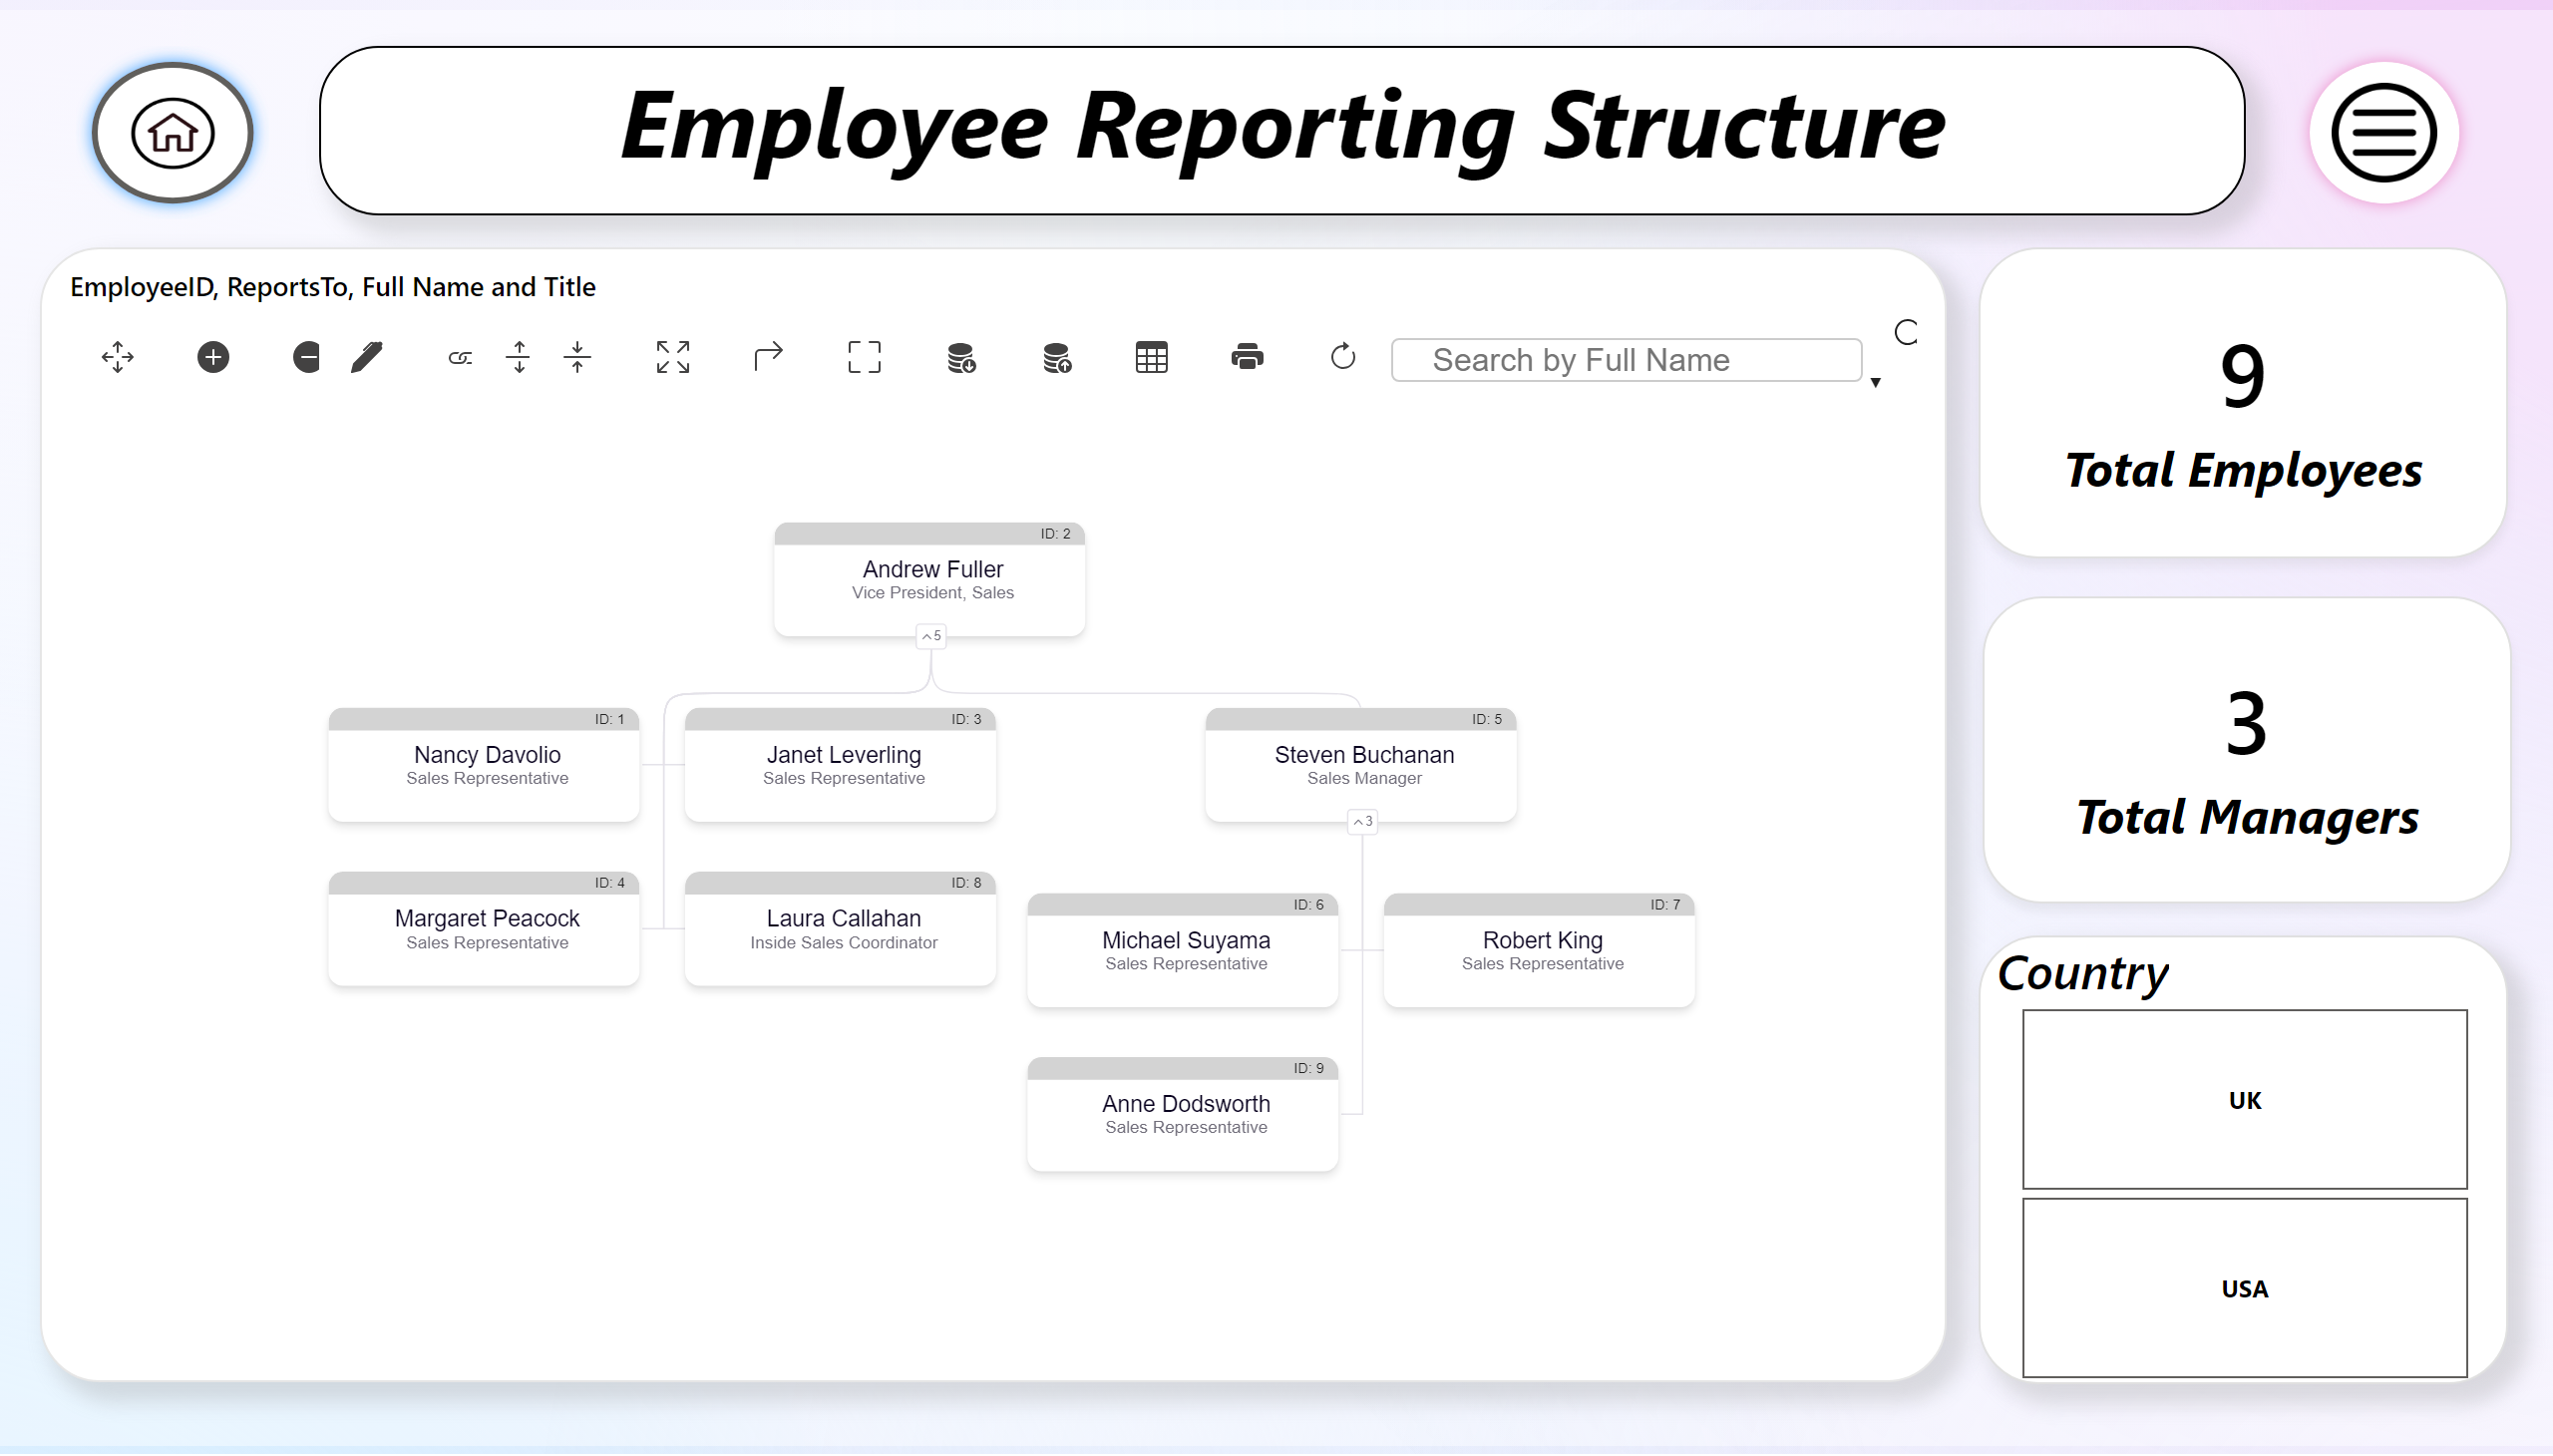 Employee Reporting Structure
EmployeeID, ReportsTo, Full Name and Title
Search by Full Name
ID: 2
Andrew Fuller
Vice President, Sales
5
ID: 1
Nancy Davolio
Sales Representative
ID: 3
Janet Leverling
Sales Representative
ID: 5
Steven Buchanan
Sales Manager
3
ID: 4
Margaret Peacock
Sales Representative
ID: 8
Laura Callahan
Inside Sales Coordinator
ID: 6
Michael Suyama
Sales Representative
ID: 7
Robert King
Sales Representative
ID: 9
Anne Dodsworth
Sales Representative
9
Total Employees
3
Total Managers
Country
UK
USA